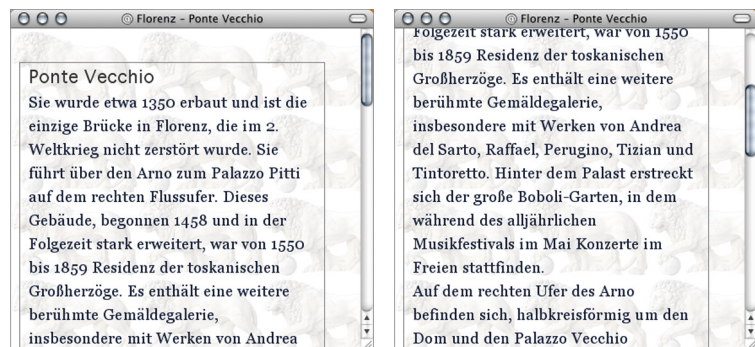 Florenz – Ponte Vecchio
Ponte Vecchio
Sie wurde etwa 1350 erbaut und ist die
einzige Brücke in Florenz, die im 2.
Weltkrieg nicht zerstört wurde. Sie
führt über den Arno zum Palazzo Pitti
auf dem rechten Flussufer. Dieses
Gebäude, begonnen 1458 und in der
Folgezeit stark erweitert, war von 1550
bis 1859 Residenz der toskanischen
Großherzöge. Es enthält eine weitere
berühmte Gemäldegalerie,
insbesondere mit Werken von Andrea
Florenz – Ponte Vecchio
Folgezeit stark erweitert, war von 1550
bis 1859 Residenz der toskanischen
Großherzöge. Es enthält eine weitere
berühmte Gemäldegalerie,
insbesondere mit Werken von Andrea
del Sarto, Raffael, Perugino, Tizian und
Tintoretto. Hinter dem Palast erstreckt
sich der große Boboli-Garten, in dem
während des alljährlichen
Musikfestivals im Mai Konzerte im
Freien stattfinden.
Auf dem rechten Ufer des Arno
befinden sich, halbkreisförmig um den
Dom und den Palazzo Vecchio